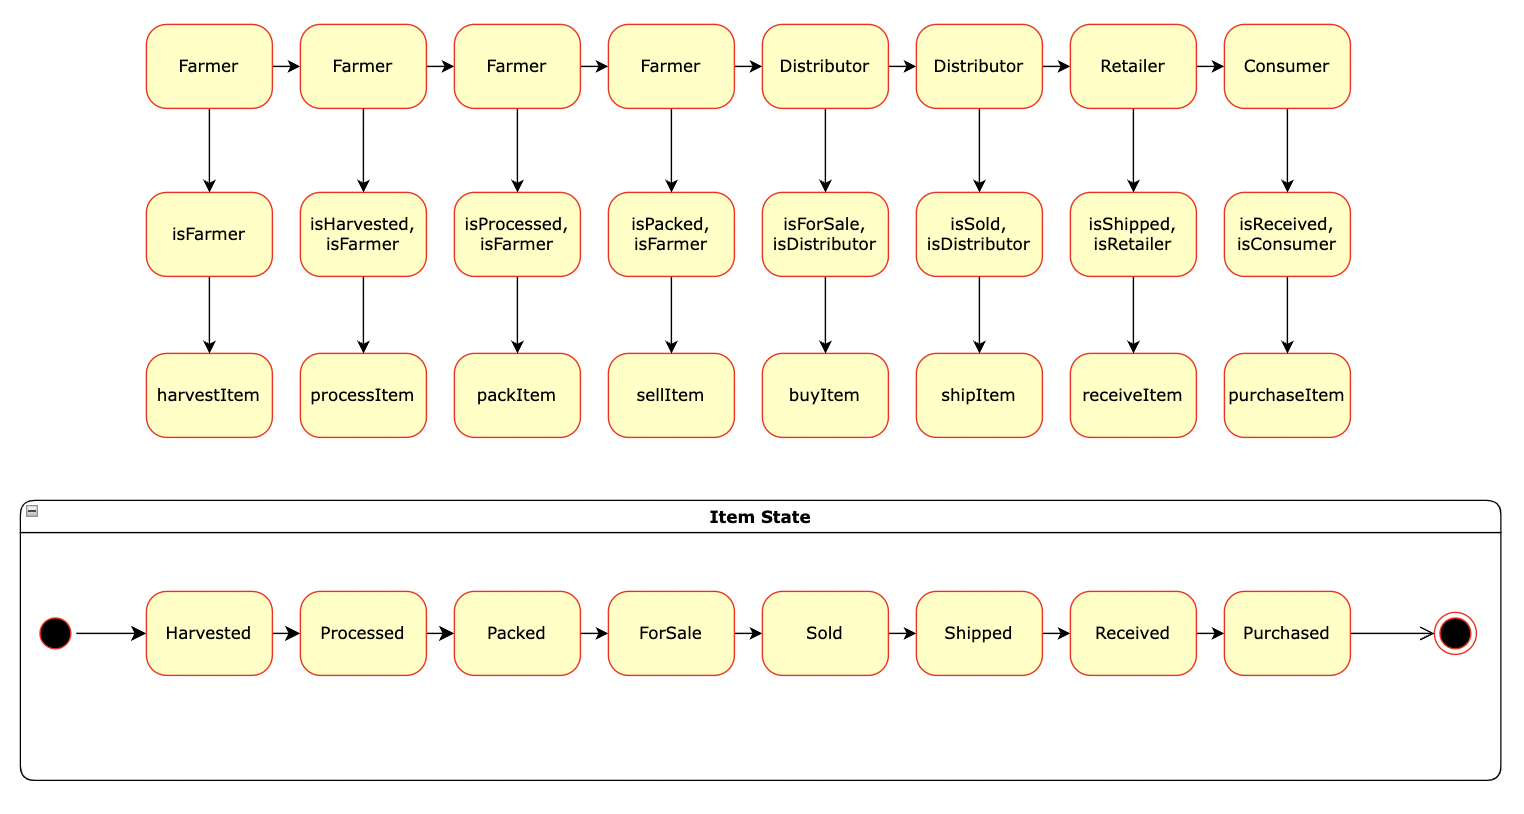 Farmer
Farmer
Farmer
Farmer
Distributor
Distributor
Retailer
Consumer
isFarmer
isHarvested,
isFarmer
isProcessed,
isFarmer
isPacked,
isFarmer
isForSale,
isDistributor
isSold,
isDistributor
isShipped,
isRetailer
isReceived,
isConsumer
harvestItem
processItem
packItem
sellItem
buyItem
shipItem
receiveItem
purchaseItem
Item State
Harvested
Processed
Packed
ForSale
Sold
Shipped
Received
Purchased